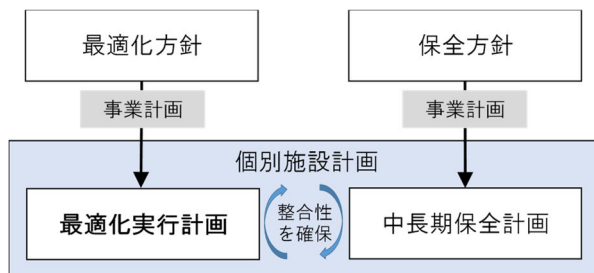 最適化方針
保全方針
事業計画
事業計画
個別施設計画
最適化実行計画
整合性
を確保
中長期保全計画